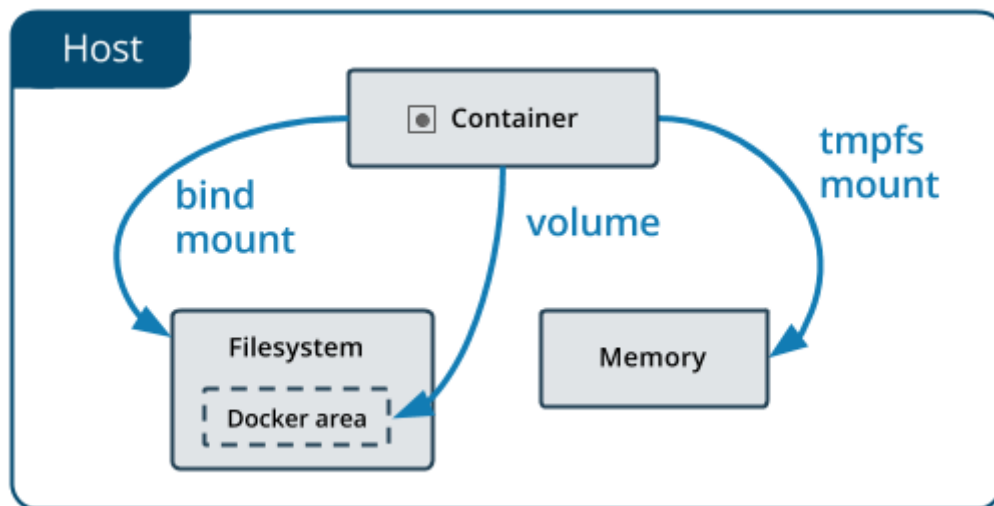 Host
Container
bind
mount
volume
tmpfs
mount
Filesystem
Docker area
Memory